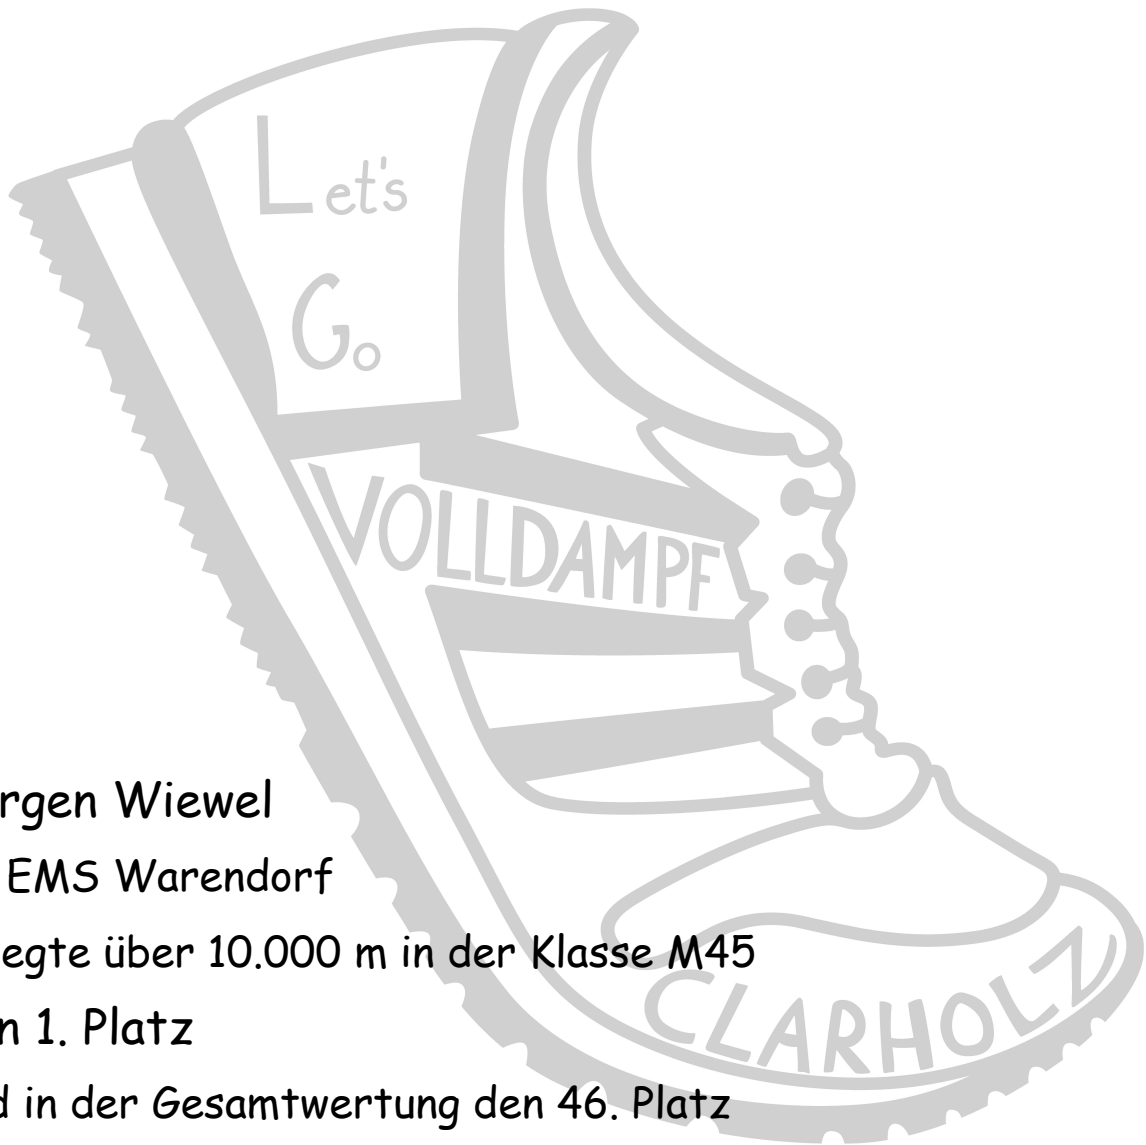 Let's
Go
VOLLDAMPF
rgen Wiewel
EMS Warendorf
egte über 10.000 m in der Klasse M45
n 1. Platz
CLARHOLZ
d in der Gesamtwertung den 46. Platz